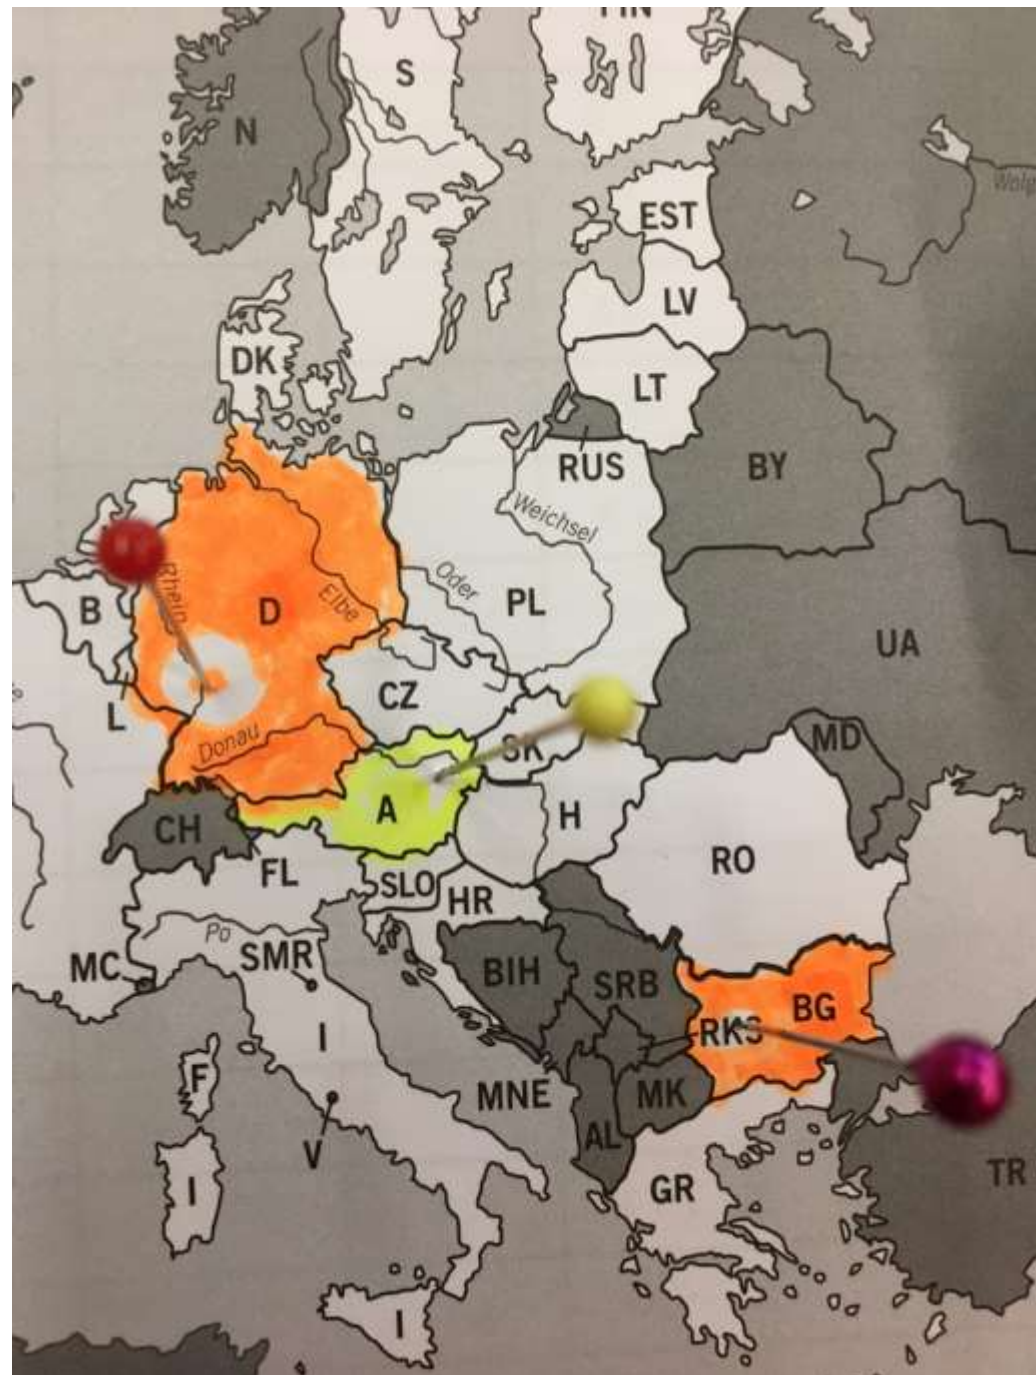 FIN
S
N
Wolg
EST
LV
DK
LT
RUS
BY
Weichsel
Rhein
Oder
Elbe
B
D
PL
UA
L
CZ
Donau
SK
MD
A
H
CH
RO
FL
SLO
HR
Po
MC
SMR
BIH
SRB
BG
RKS
I
F
MNE
MK
V
AL
TR
I
GR
I